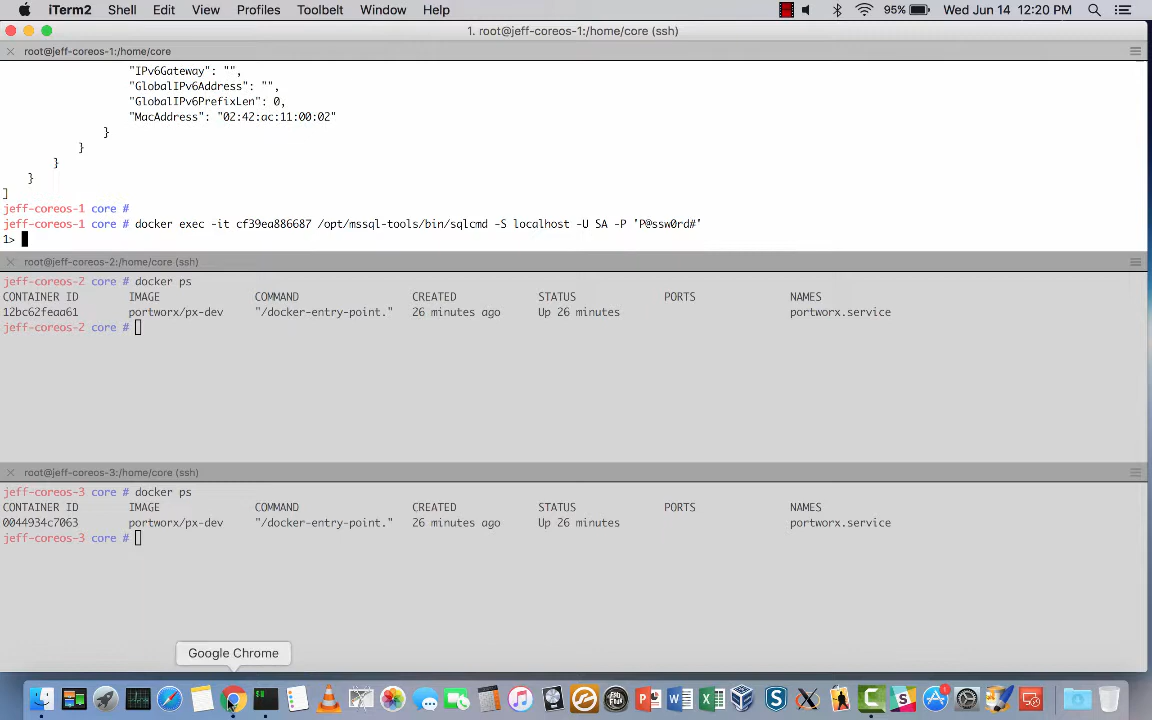 iTerm2 Shell Edit View Profiles Toolbelt Window Help 95% Wed Jun 14 12:20 PM
1. root@jeff-coreos-1:/home/core (ssh)
root@jeff-coreos-1:/home/core
"IPv6Gateway": "",
"GlobalIPv6Address": "",
"GlobalIPv6PrefixLen": 0,
"MacAddress": "02:42:ac:11:00:02"
}
}
}
}
]
jeff-coreos-1 core #
jeff-coreos-1 core # docker exec -it cf39ea886687 /opt/mssql-tools/bin/sqlcmd -S localhost -U SA -P 'P@ssw0rd#'
1>
root@jeff-coreos-2:/home/core (ssh)
jeff-coreos-2 core # docker ps
CONTAINER ID IMAGE COMMAND CREATED STATUS PORTS NAMES
12bc62feaa61 portworx/px-dev "/docker-entry-point." 26 minutes ago Up 26 minutes portworx.service
jeff-coreos-2 core #
root@jeff-coreos-3:/home/core (ssh)
jeff-coreos-3 core # docker ps
CONTAINER ID IMAGE COMMAND CREATED STATUS PORTS NAMES
0044934c7063 portworx/px-dev "/docker-entry-point." 26 minutes ago Up 26 minutes portworx.service
jeff-coreos-3 core #
Google Chrome